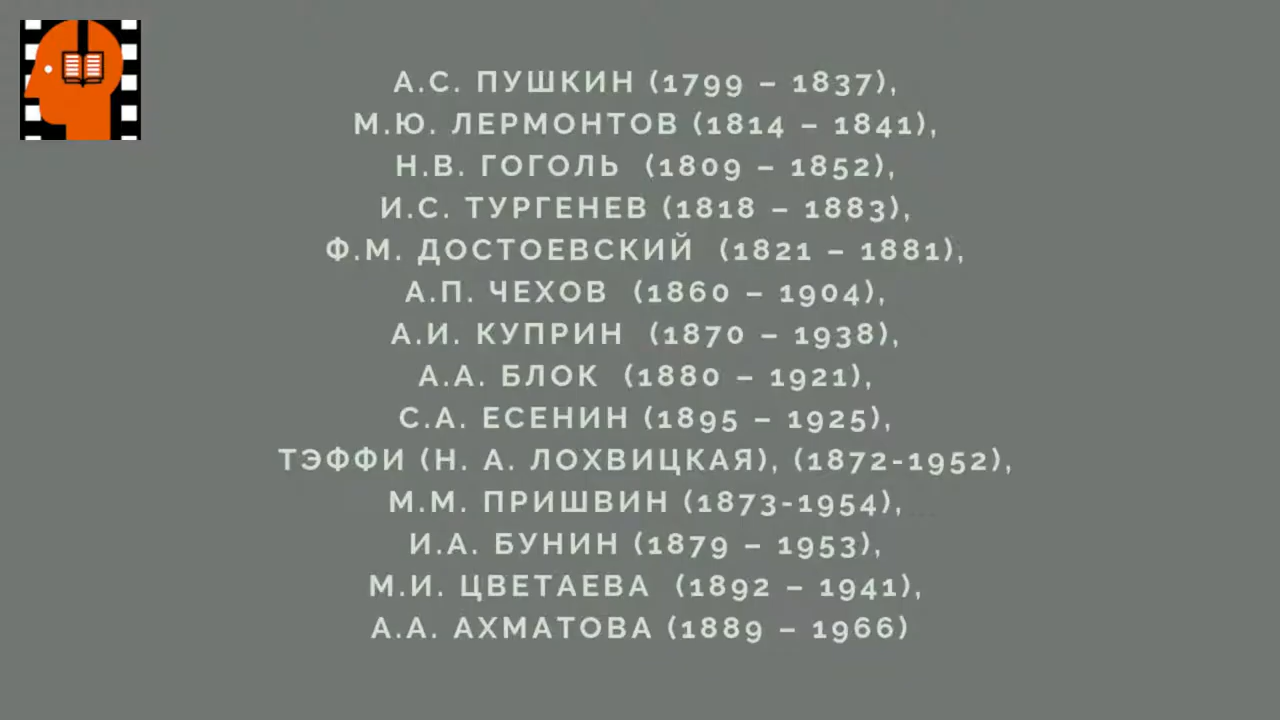 А.С. ПУШКИН (1799 – 1837),
М.Ю. ЛЕРМОНТОВ (1814 – 1841),
Н.В. ГОГОЛЬ (1809 – 1852),
И.С. ТУРГЕНЕВ (1818 – 1883),
Ф.М. ДОСТОЕВСКИЙ (1821 – 1881),
А.П. ЧЕХОВ (1860 – 1904),
А.И. КУПРИН (1870 – 1938),
А.А. БЛОК (1880 – 1921),
С.А. ЕСЕНИН (1895 – 1925),
ТЭФФИ (Н. А. ЛОХВИЦКАЯ), (1872-1952),
М.М. ПРИШВИН (1873-1954),
И.А. БУНИН (1879 – 1953),
М.И. ЦВЕТАЕВА (1892 – 1941),
А.А. АХМАТОВА (1889 – 1966)